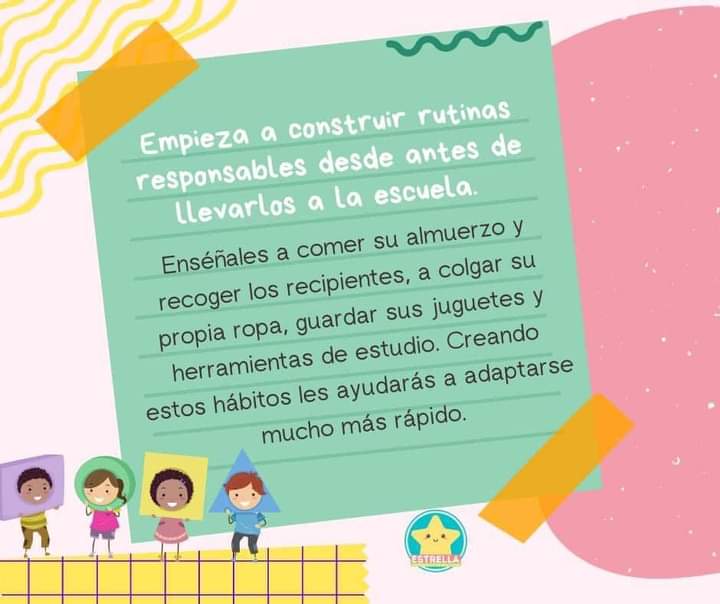 Empieza a construir rutinas
responsables desde antes de
llevarlos a la escuela.
Enséñales a comer su almuerzo y
recoger los recipientes, a colgar su
propia ropa, guardar sus juguetes y
herramientas de estudio. Creando
estos hábitos les ayudarás a adaptarse
mucho más rápido.
ESTRELLA